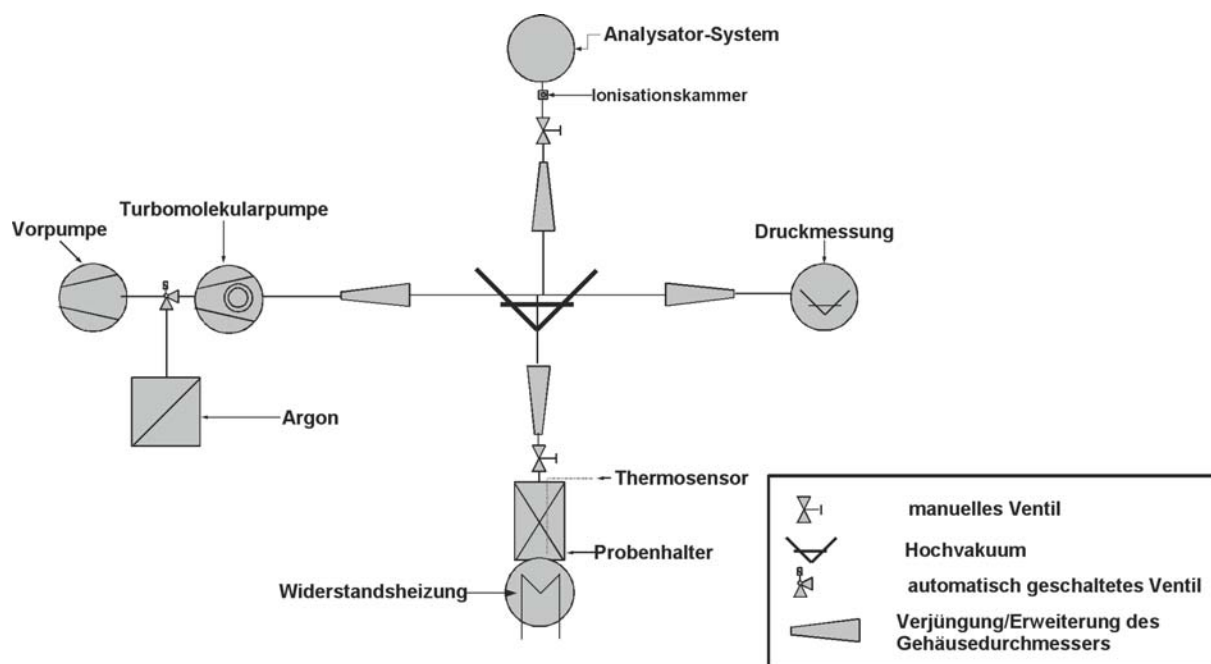 Analysator-System
Ionisationskammer
Turbomolekularpumpe
Vorpumpe
Druckmessung
S
Argon
Thermosensor
Probenhalter
Widerstandsheizung
manuelles Ventil
Hochvakuum
S
automatisch geschaltetes Ventil
Verjüngung/Erweiterung des
Gehäusedurchmessers